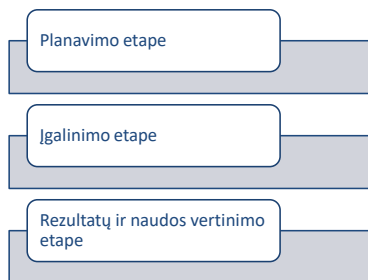 Planavimo etape
Įgalinimo etape
Rezultatų ir naudos vertinimo
etape